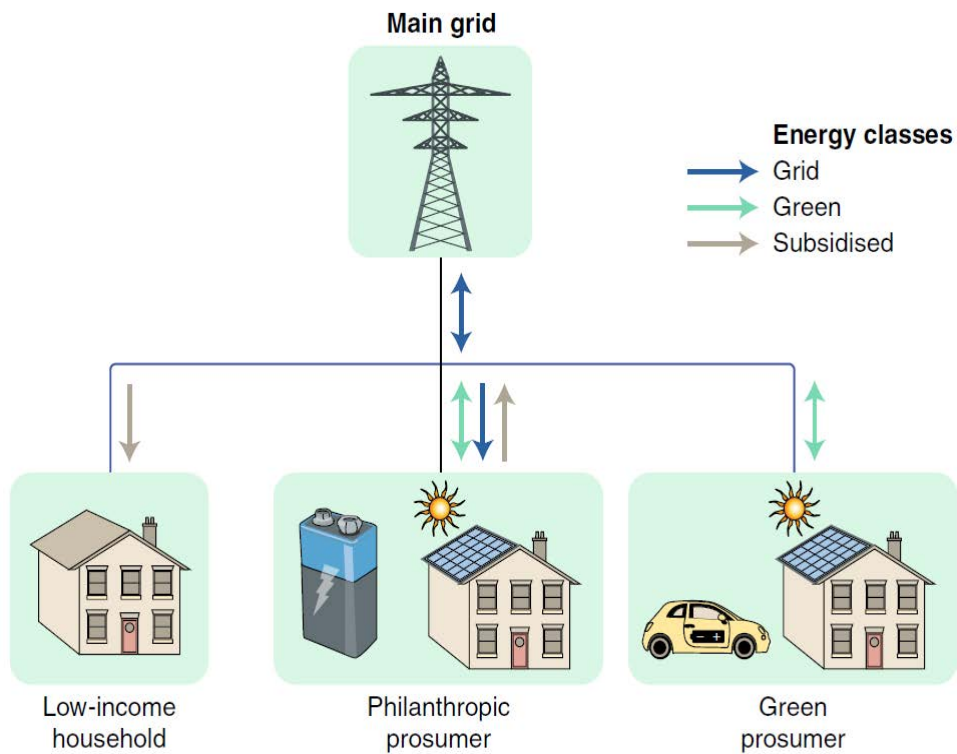 Main grid
Energy classes
Grid
Green
Subsidised
Low-income
household
Philanthropic
prosumer
Green
prosumer